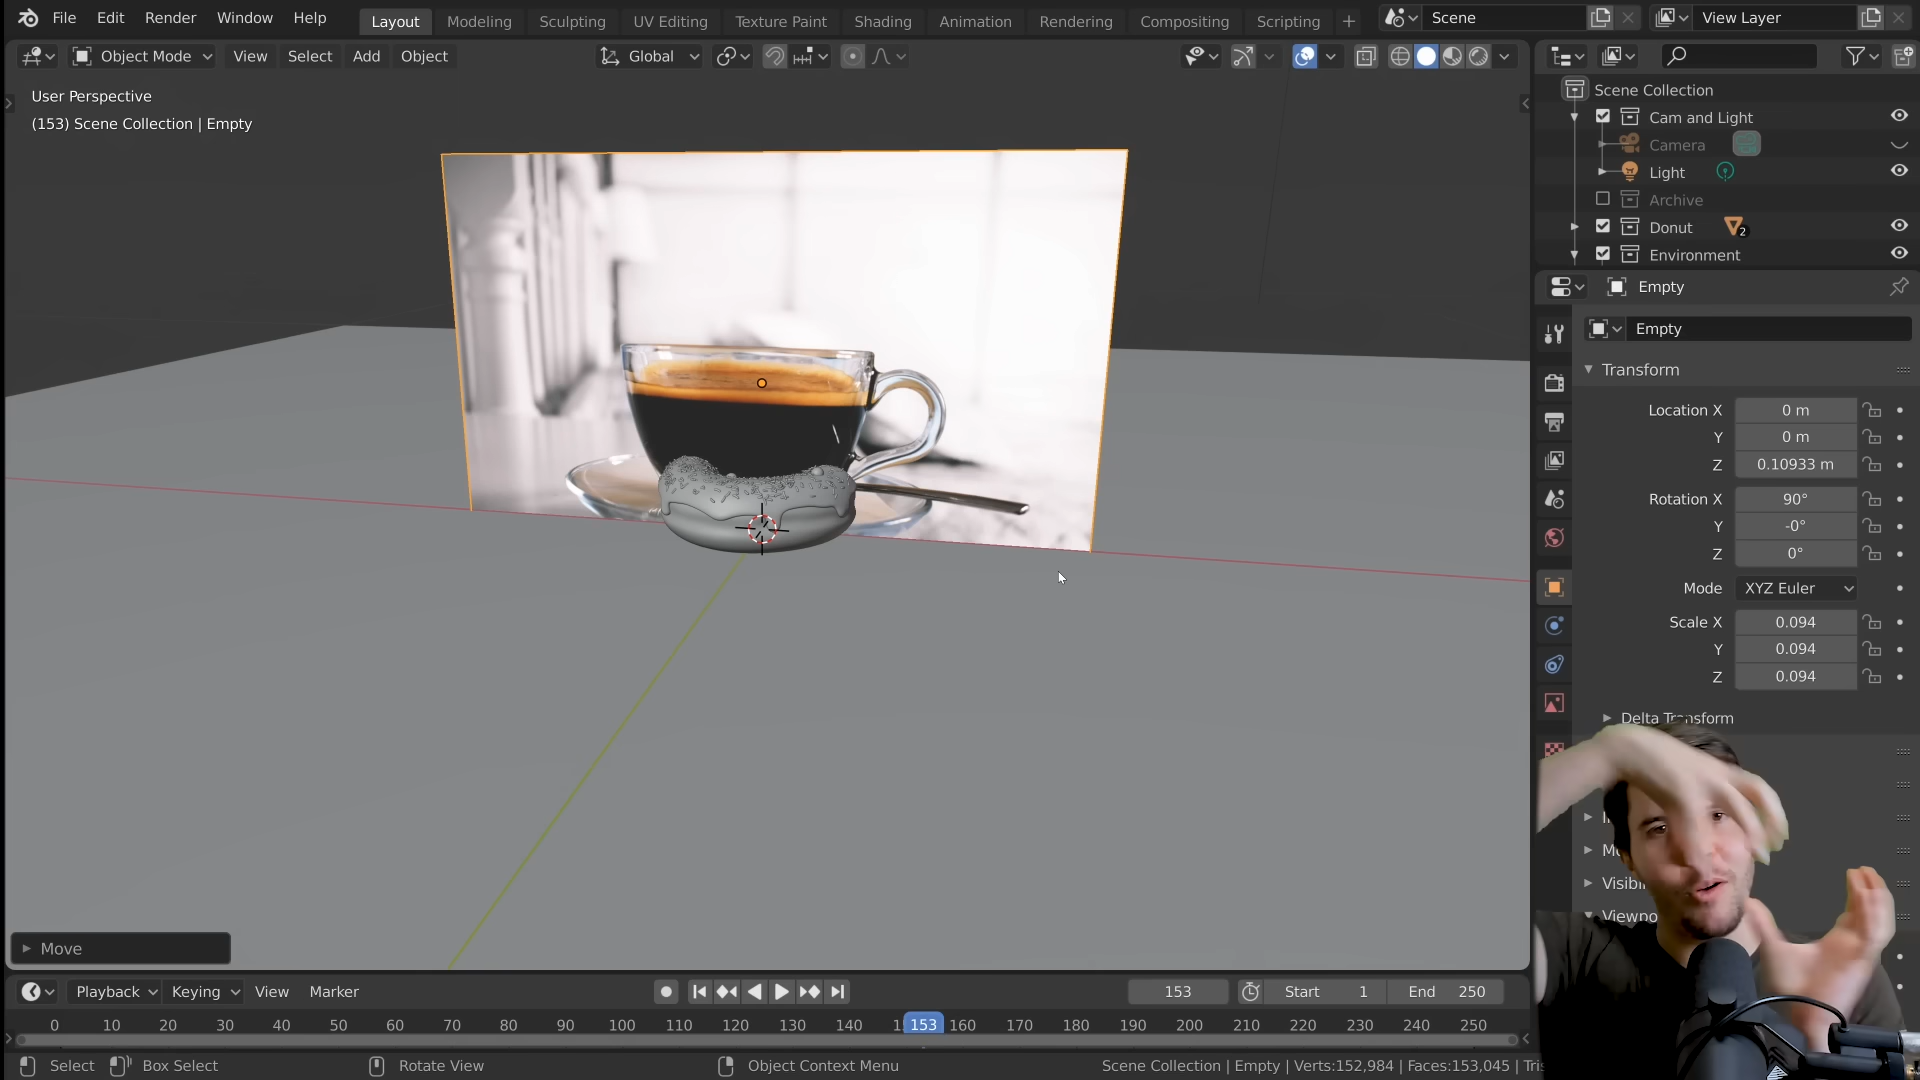 File Edit Render Window Help
Layout Modeling Sculpting UV Editing Texture Paint Shading Animation Rendering Compositing Scripting +
Scene
View Layer
Object Mode View Select Add Object
Global
User Perspective
(153) Scene Collection | Empty
Scene Collection
Cam and Light
Camera
Light
Archive
Donut 2
Environment
Empty
Empty
Transform
Location X 0 m
Y 0 m
Z 0.10933 m
Rotation X 90°
Y -0°
Z 0°
Mode XYZ Euler
Scale X 0.094
Y 0.094
Z 0.094
Delta Transform
Move
Playback Keying View Marker
153
Start 1
End 250
0 10 20 30 40 50 60 70 80 90 100 110 120 130 140 153 160 170 180 190 200 210 220 230 240 250
Select Box Select Rotate View Object Context Menu
Scene Collection | Empty | Verts:152,984 | Faces:153,045 |